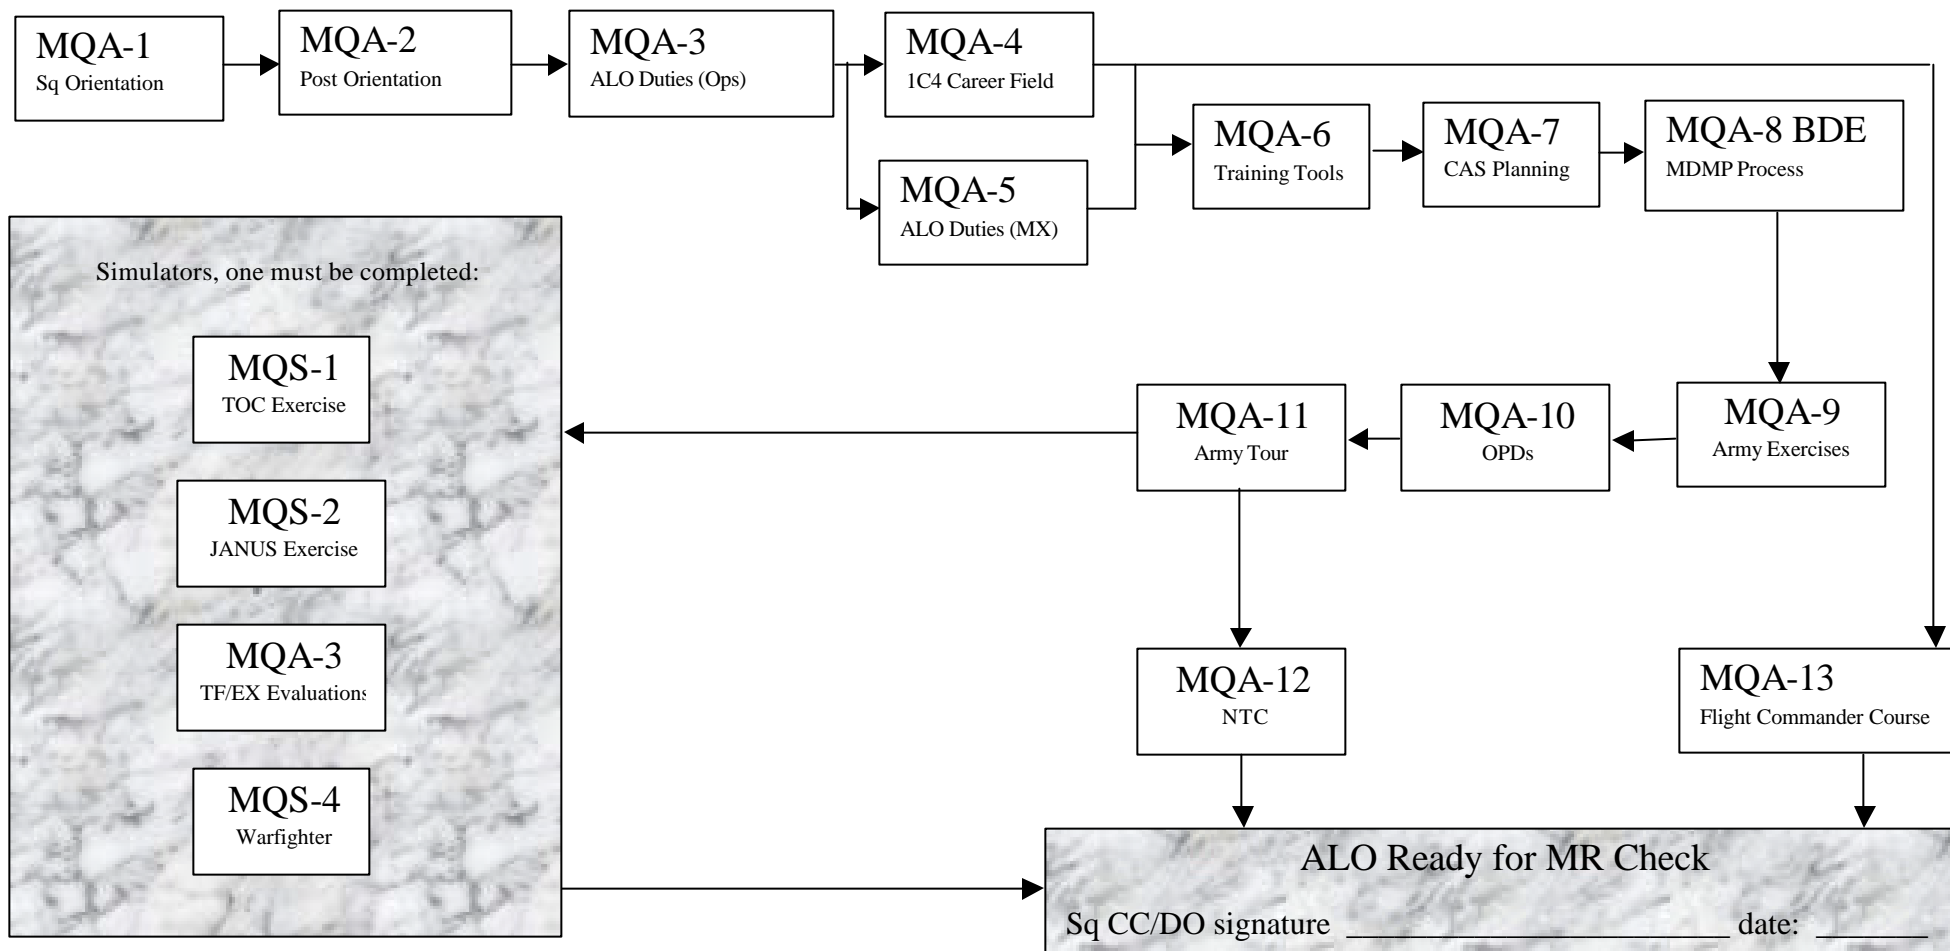 MQA-1
Sq Orientation
MQA-2
Post Orientation
MQA-3
ALO Duties (Ops)
MQA-4
1C4 Career Field
MQA-5
ALO Duties (MX)
MQA-6
Training Tools
MQA-7
CAS Planning
MQA-8 BDE
MDMP Process
Simulators, one must be completed:
MQS-1
TOC Exercise
MQS-2
JANUS Exercise
MQA-3
TF/EX Evaluations
MQS-4
Warfighter
MQA-11
Army Tour
MQA-10
OPDs
MQA-9
Army Exercises
MQA-12
NTC
MQA-13
Flight Commander Course
ALO Ready for MR Check
Sq CC/DO signature ____________________________ date: ________